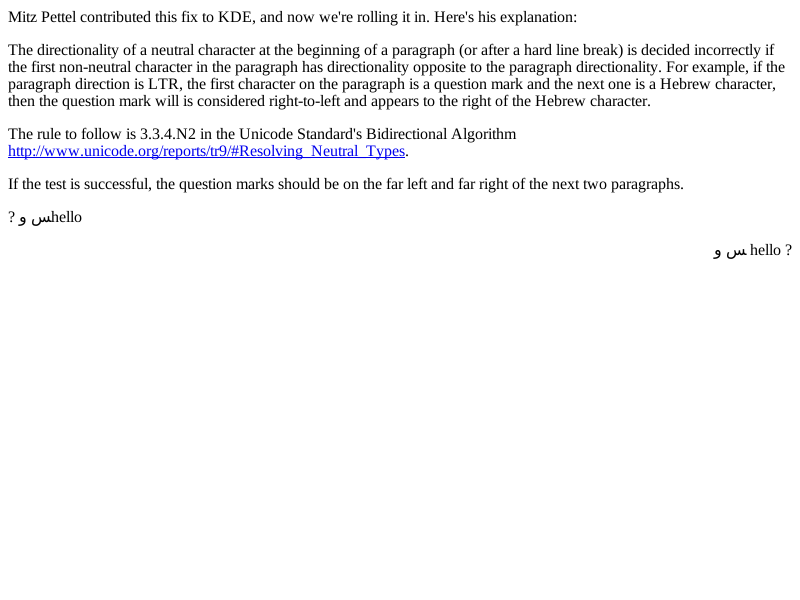 Mitz Pettel contributed this fix to KDE, and now we're rolling it in. Here's his explanation:
The directionality of a neutral character at the beginning of a paragraph (or after a hard line break) is decided incorrectly if
the first non-neutral character in the paragraph has directionality opposite to the paragraph directionality. For example, if the
paragraph direction is LTR, the first character on the paragraph is a question mark and the next one is a Hebrew character,
then the question mark will is considered right-to-left and appears to the right of the Hebrew character.
The rule to follow is 3.3.4.N2 in the Unicode Standard's Bidirectional Algorithm
http://www.unicode.org/reports/tr9/#Resolving_Neutral_Types.
If the test is successful, the question marks should be on the far left and far right of the next two paragraphs.
? س وhello
? hello س و